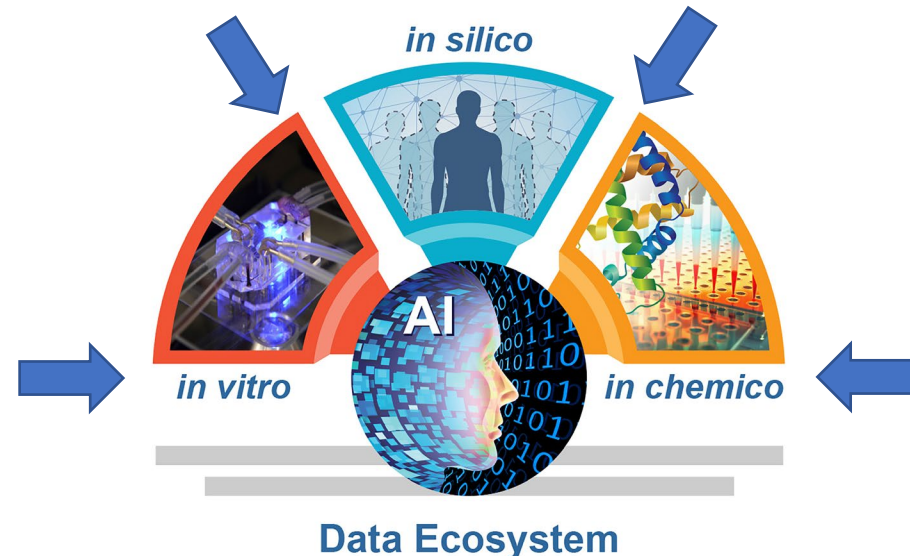 in silico
AI
in vitro
in chemico
Data Ecosystem